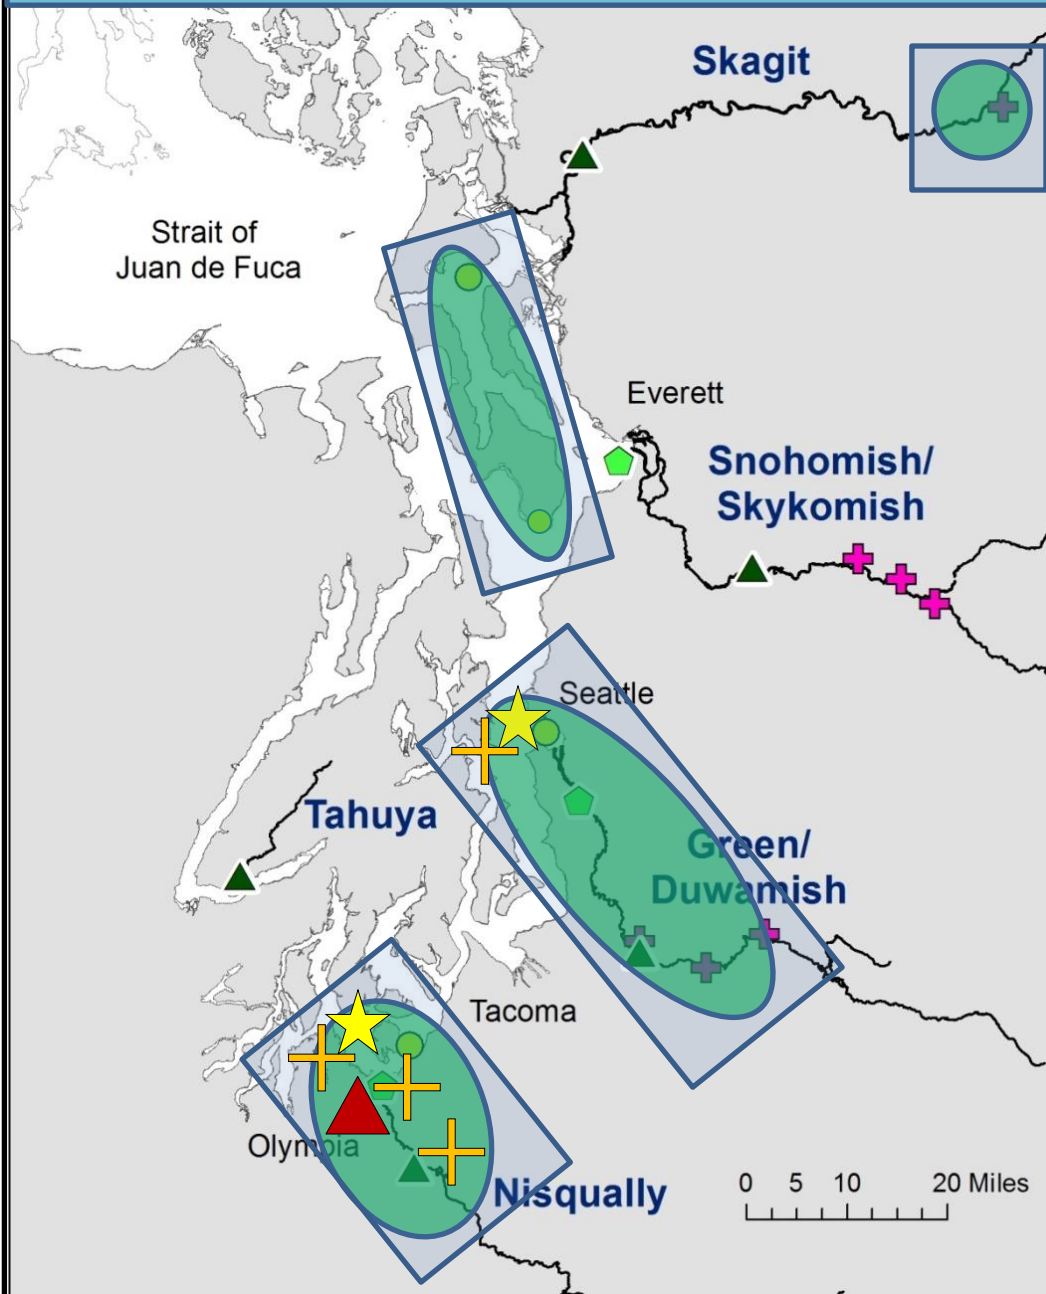 Skagit
Strait of
Juan de Fuca
Everett
Snohomish/
Skykomish
Seattle
Tahuya
Green/
Duwamish
Tacoma
Olympia
Nisqually
0 5 10 20 Miles